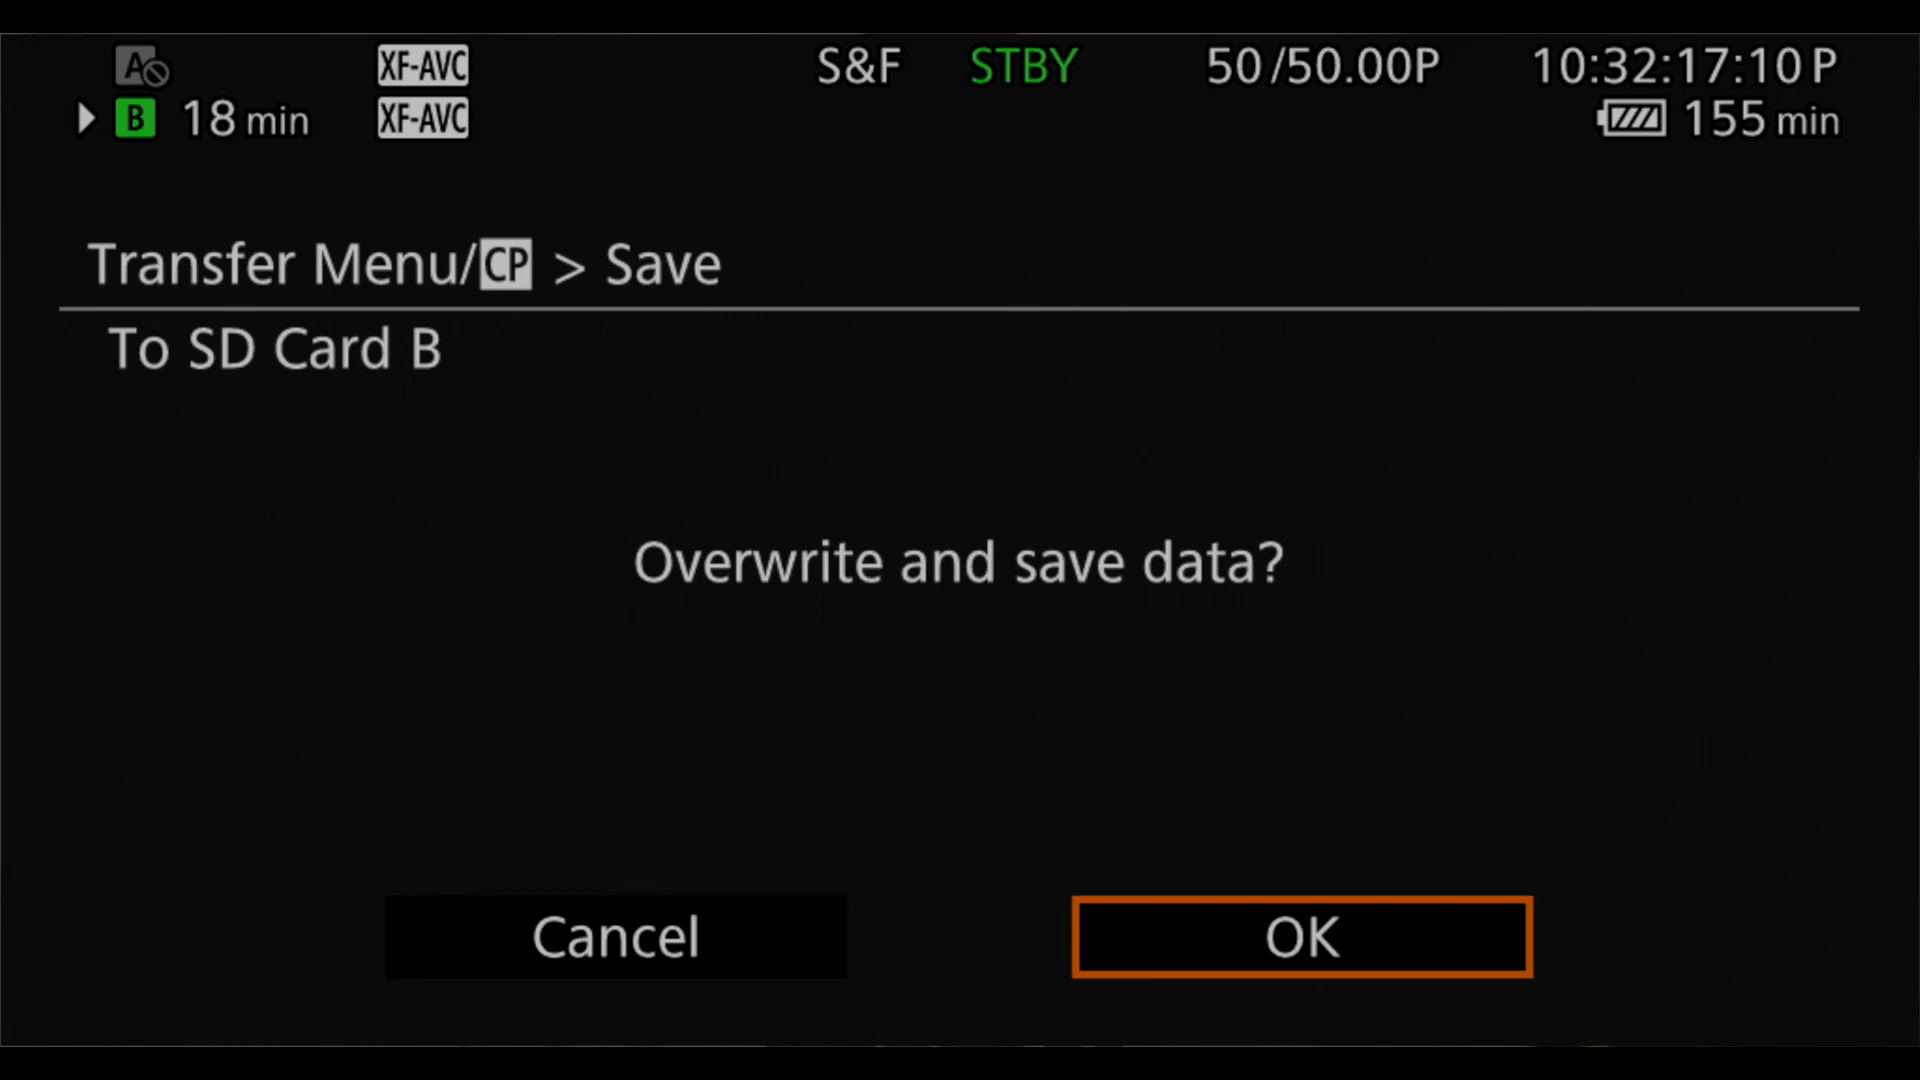 A XF-AVC S&F STBY 50/50.00P 10:32:17:10 P
B 18 min XF-AVC 155 min
Transfer Menu/CP > Save
To SD Card B
Overwrite and save data?
Cancel OK